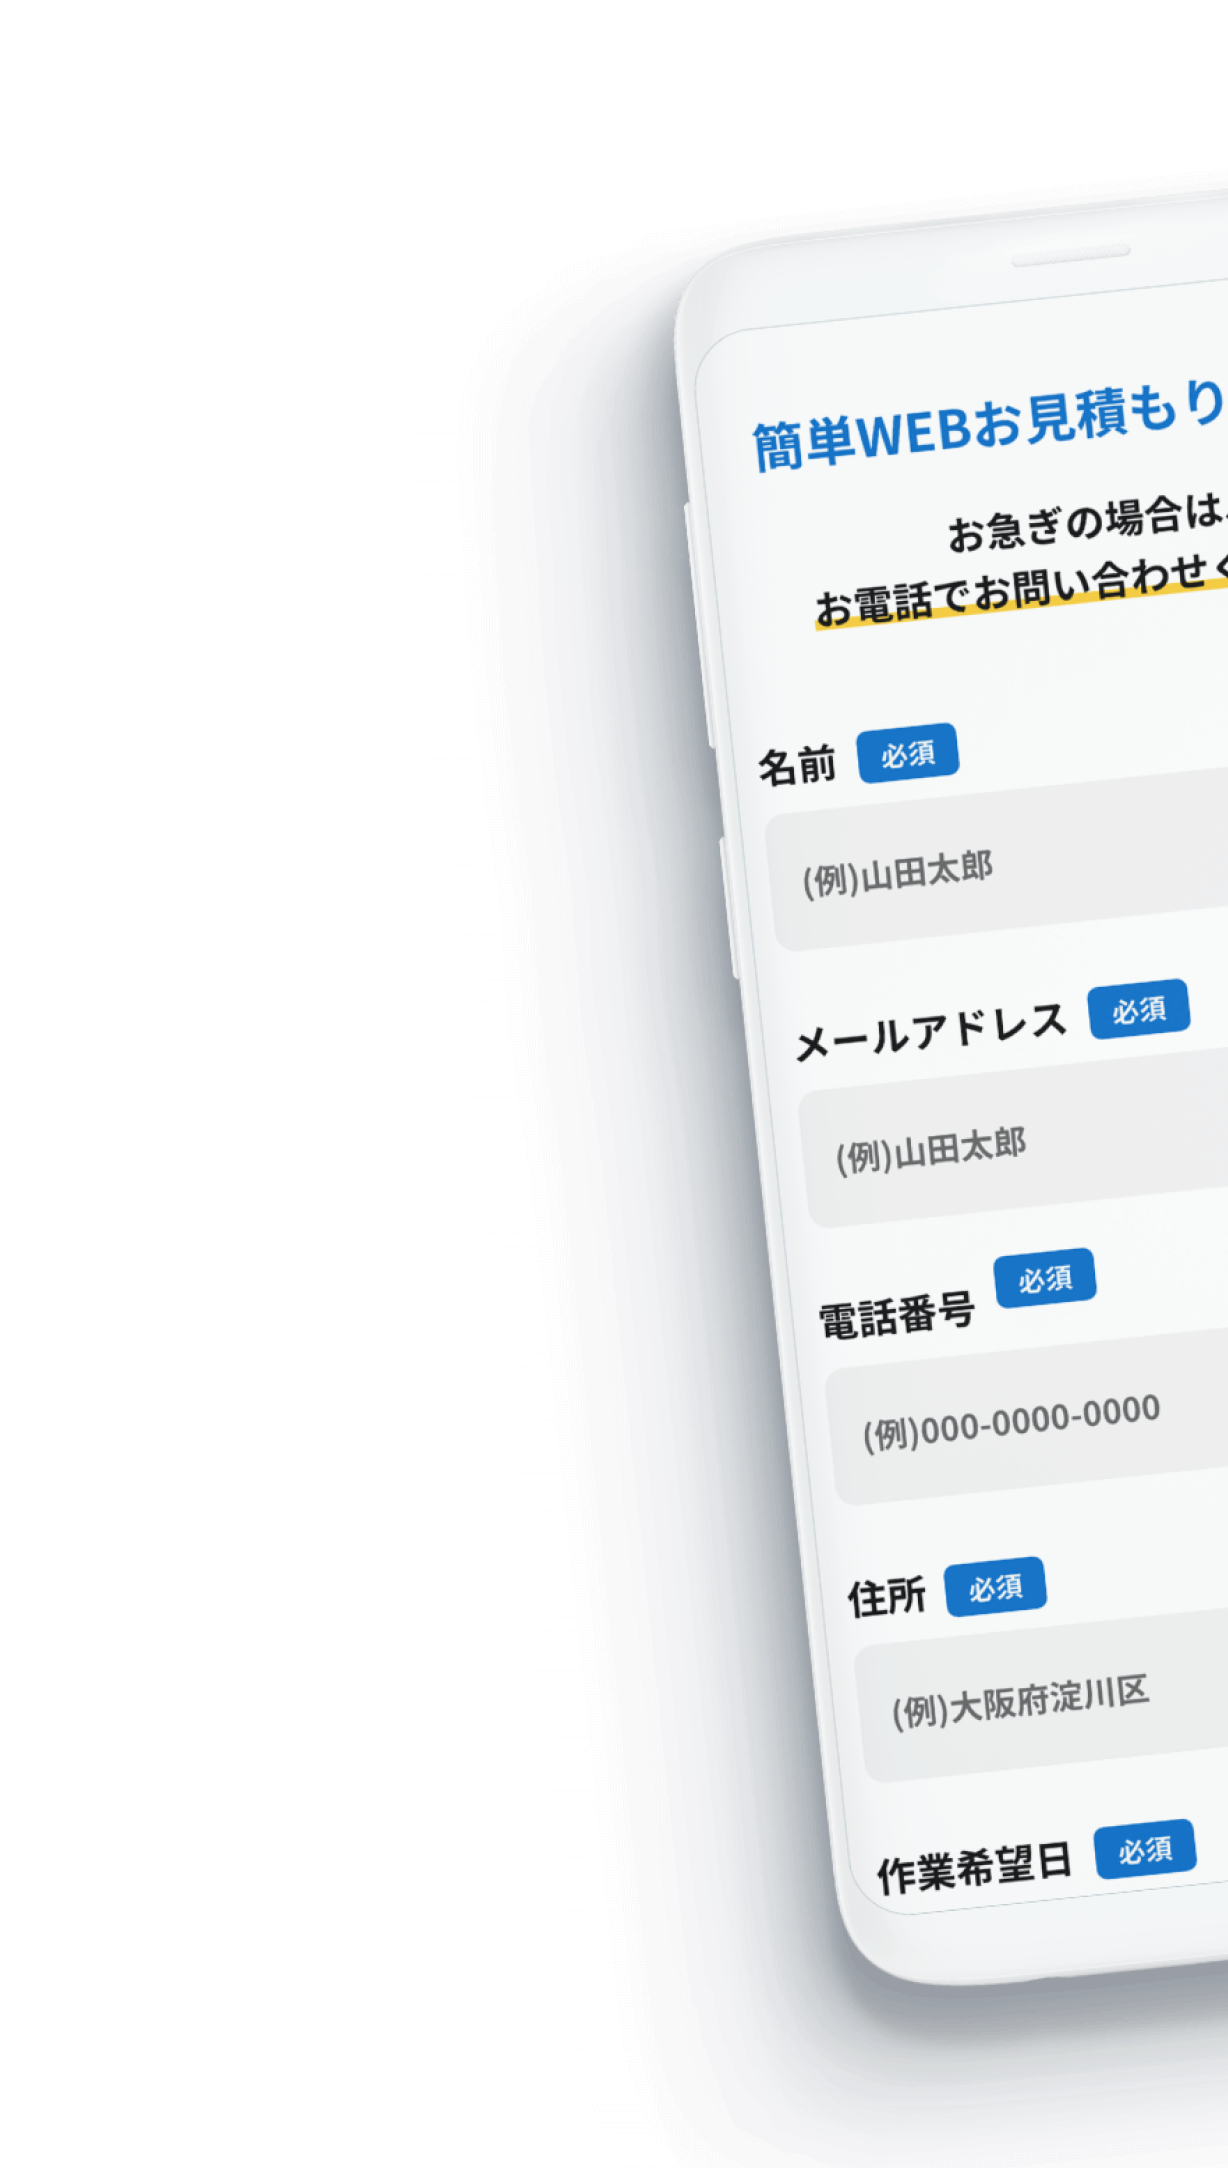 簡単WEBお見積もり
お急ぎの場合は、
お電話でお問い合わせく
名前 必須
(例)山田太郎
メールアドレス 必須
(例)山田太郎
電話番号 必須
(例)000-0000-0000
住所 必須
(例)大阪府淀川区
作業希望日 必須